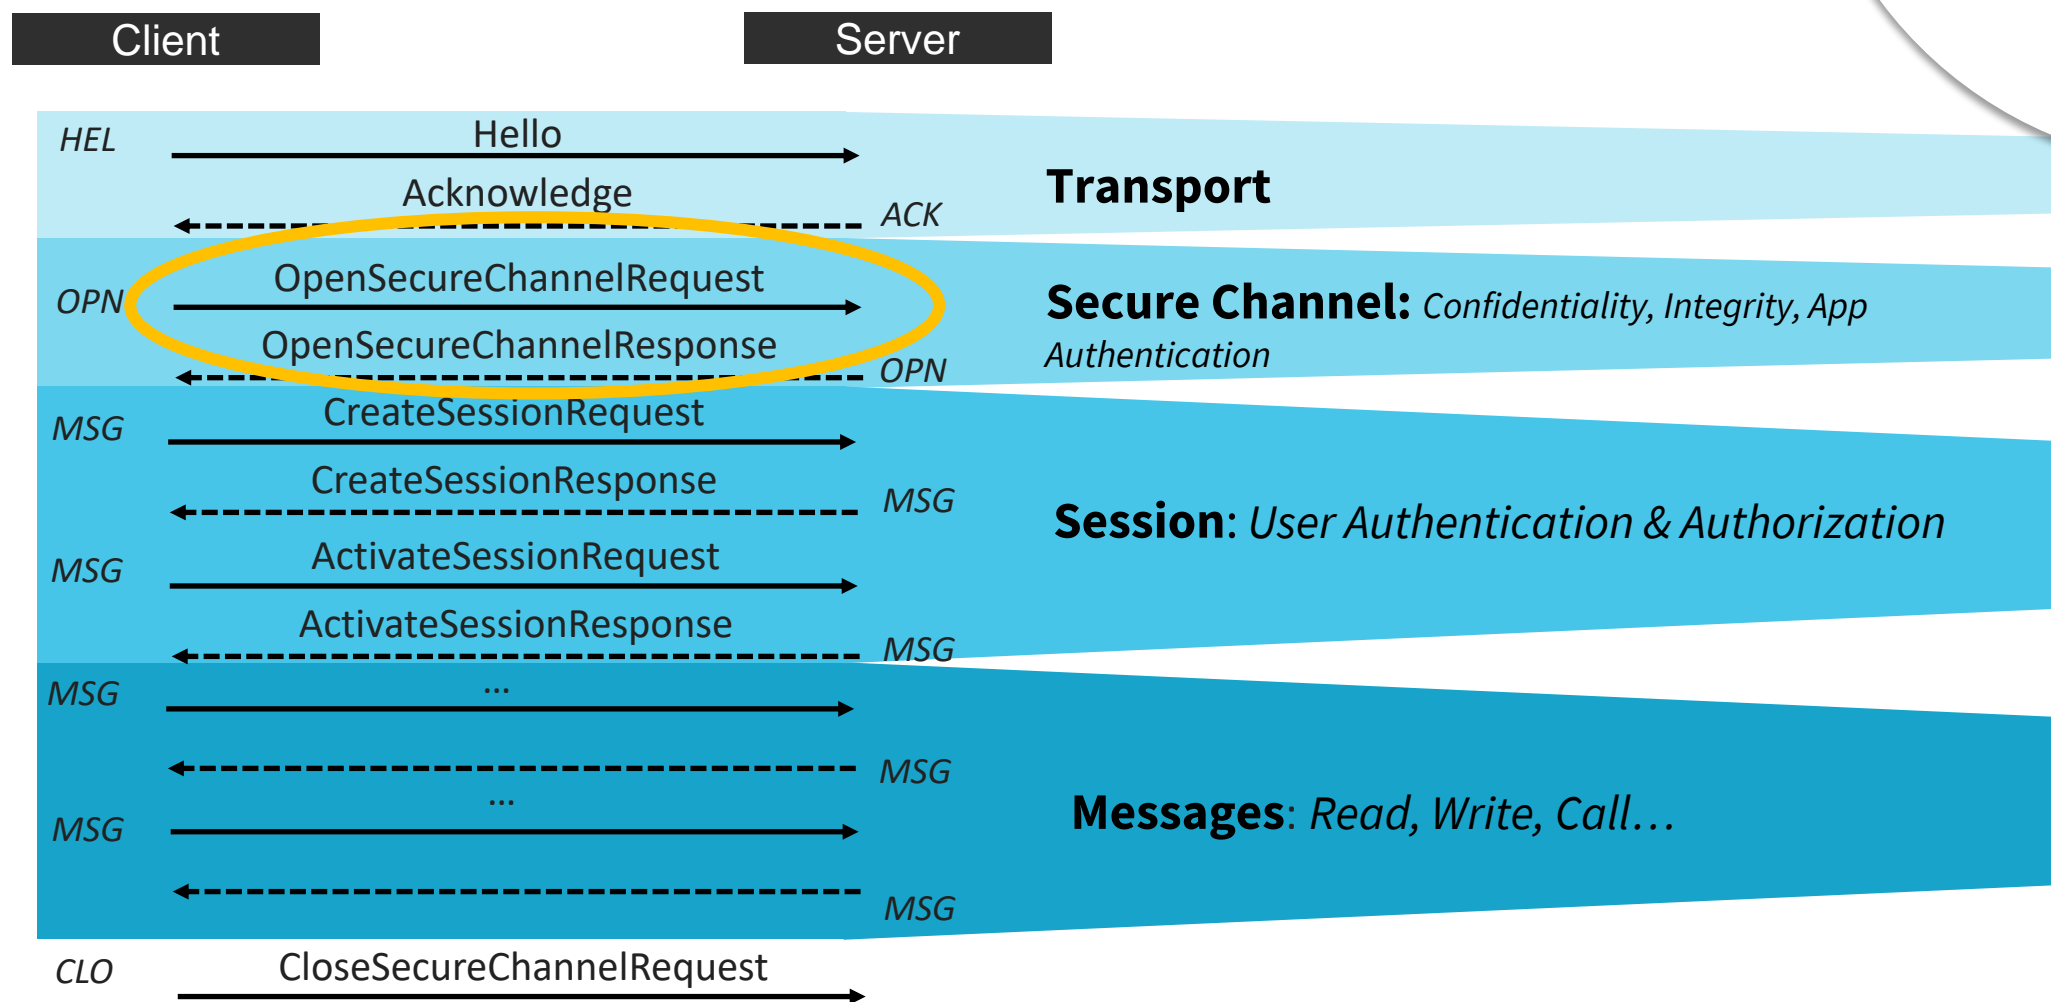 Client
Server
HEL
Hello
Acknowledge
ACK
Transport
OPN
OpenSecureChannelRequest
OpenSecureChannelResponse
OPN
Secure Channel: Confidentiality, Integrity, App
Authentication
MSG
CreateSessionRequest
CreateSessionResponse
MSG
MSG
ActivateSessionRequest
ActivateSessionResponse
MSG
Session: User Authentication & Authorization
MSG
...
MSG
...
MSG
MSG
Messages: Read, Write, Call...
CLO
CloseSecureChannelRequest